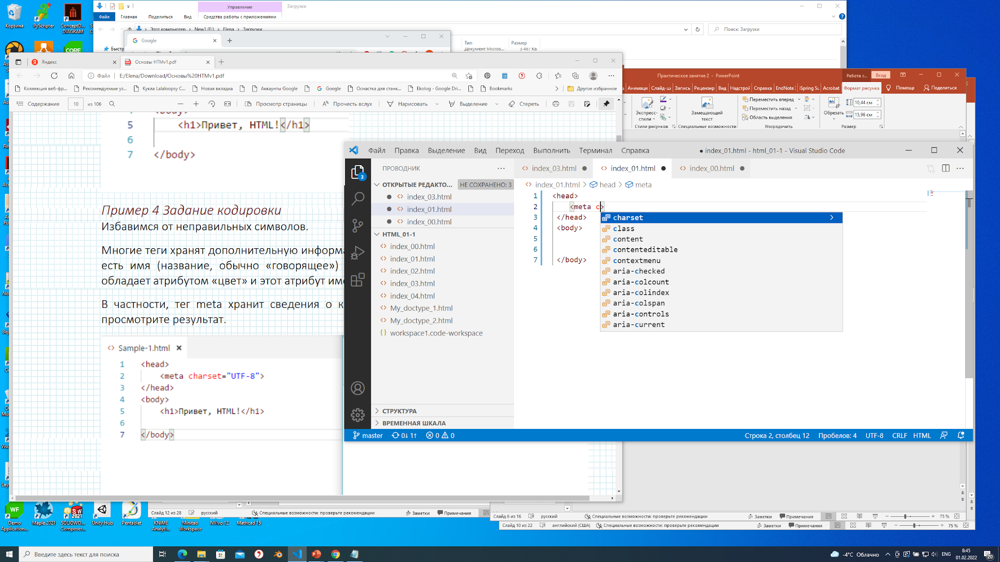 Корзина
PyScripter
ConceptD...
DIAGRAM
CORE
Управление
Загрузки
Файл
Главная
Поделиться
Вид
Средства работы с приложениями
Этот компьютер
New1 (E:)
Elena
Загрузки
Поиск: Загрузки
Тип
Размер
Документ Micros...
3 497 КБ
Быстр
Google
Яндекс
Основы HTMv1.pdf
Файл
E:/Elena/Download/Основы%20HTMv1.pdf
Коллекция веб-фр...
Рекомендуемые уз...
Кукла Lalaloopsy С...
Новая вкладка
Аккаунты Google
Google
Оснастка для станк...
Ekolog - Google Dri...
Bookmarks
Другое избранное
Содержание
10
из 106
Просмотр страницы
Прочесть вслух
Нарисовать
Выделение
Стереть
<body>
5 <h1>Привет, HTML!</h1>
6
7 </body>
Пример 4 Задание кодировки
Избавимся от неправильных символов.
Многие теги хранят дополнительную информа
есть имя (название, обычно «говорящее»)
обладает атрибутом «цвет» и этот атрибут им
В частности, тег meta хранит сведения о к
просмотрите результат.
Sample-1.html
1 <head>
2 <meta charset="UTF-8">
3 </head>
4 <body>
5 <h1>Привет, HTML!</h1>
6
7 </body>
Практическое занятие 2 - PowerPoint
Работа с...
Вход
Анимаци
Слайд-ш
Запись
Рецензир
Вид
Надстрой
Справка
EndNote
iSpring Su
Acrobat
Формат рисунка
Помощь
Поделиться
Экспресс-
стили
Стили рисунков
Замещающий
текст
Специальные возможности
Переместить вперед
Переместить назад
Область выделения
Упорядочить
Обрезать
10,44 см
15,96 см
Размер
Файл
Правка
Выделение
Вид
Переход
Выполнить
Терминал
Справка
● index_01.html - html_01-1 - Visual Studio Code
3
ПРОВОДНИК
index_03.html
index_01.html
index_00.html
ОТКРЫТЫЕ РЕДАКТО...
НЕ СОХРАНЕНО: 3
index_03.html
index_01.html
index_00.html
HTML_01-1
index_00.html
index_01.html
index_02.html
index_03.html
index_04.html
My_doctype_1.html
My_doctype_2.html
workspace1.code-workspace
СТРУКТУРА
ВРЕМЕННАЯ ШКАЛА
index_01.html > head > meta
1 <head>
2 <meta c>
3 </head>
4 <body>
5
6
7 </body>
charset
class
content
contenteditable
contextmenu
aria-checked
aria-colcount
aria-colindex
aria-colspan
aria-controls
aria-current
master
0↓ 1↑
0
0
Строка 2, столбец 12
Пробелов: 4
UTF-8
CRLF
HTML
Слайд 12 из 28
русский
Специальные возможности: проверьте рекомендации
Заметки
Примечания
Слайд 6 из 16
русский
Специальные возможности: проверьте рекомендации
Заметки
Примечания
75 %
Слайд 10 из 22
английский (США)
Специальные возможности: проверьте рекомендации
Заметки
Примечания
75 %
WF
Demo
Application...
Maple 2021
SW
2021
SOLIDWO...
Composer...
Unity Hub
Pentablet
KNIME
Analyti...
Minitab
Workspace
NVivo 12
Mathcad 15
Введите здесь текст для поиска
-4°C Облачно
ENG
8:45
01.02.2022
20